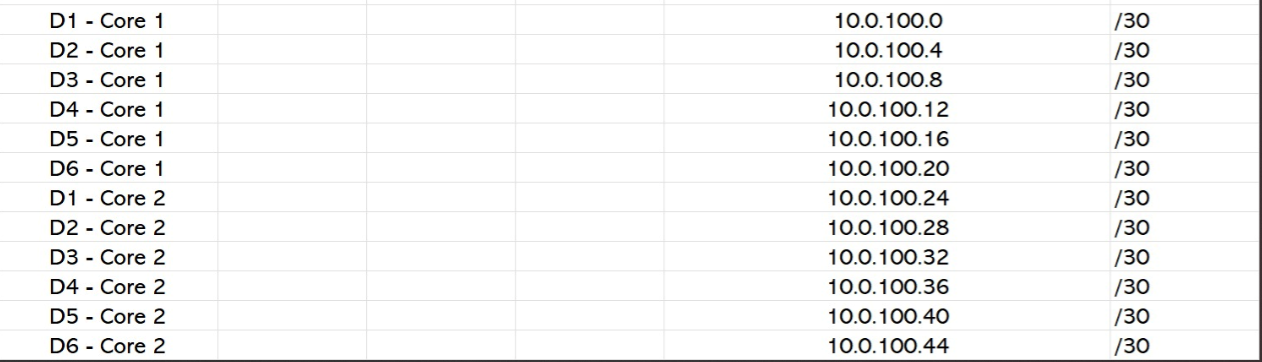 D1 - Core 1 10.0.100.0 /30
D2 - Core 1 10.0.100.4 /30
D3 - Core 1 10.0.100.8 /30
D4 - Core 1 10.0.100.12 /30
D5 - Core 1 10.0.100.16 /30
D6 - Core 1 10.0.100.20 /30
D1 - Core 2 10.0.100.24 /30
D2 - Core 2 10.0.100.28 /30
D3 - Core 2 10.0.100.32 /30
D4 - Core 2 10.0.100.36 /30
D5 - Core 2 10.0.100.40 /30
D6 - Core 2 10.0.100.44 /30